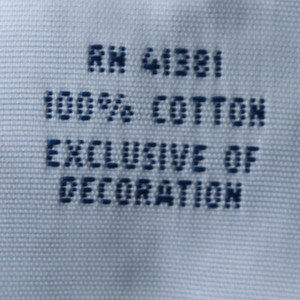 RN 41381
100% COTTON
EXCLUSIVE OF
DECORATION